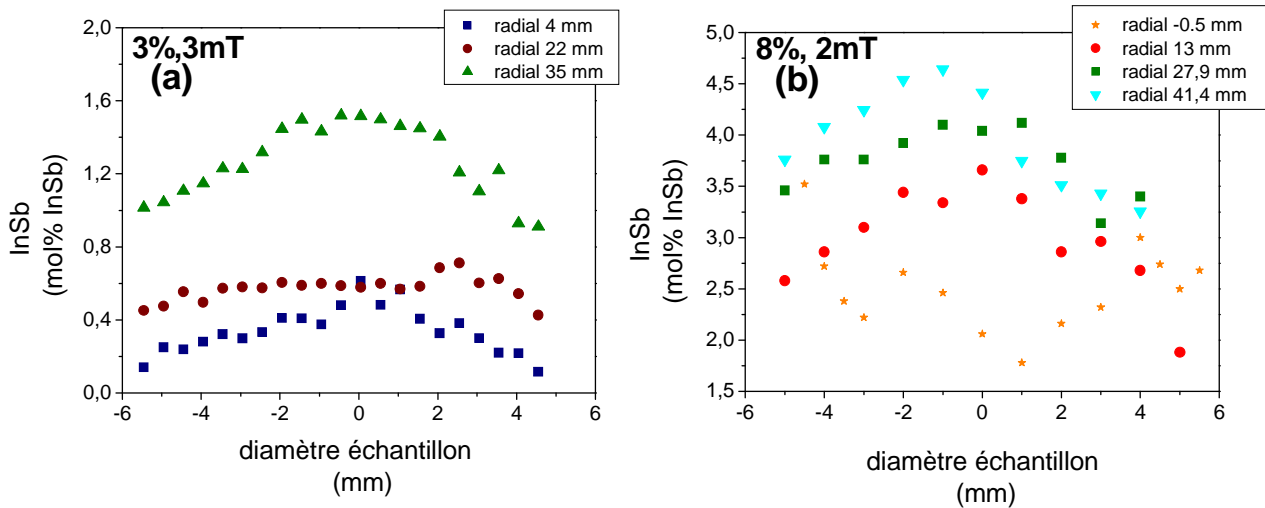 3%,3mT
(a)
radial 4 mm
radial 22 mm
radial 35 mm
2,0
1,6
1,2
0,8
0,4
0,0
InSb
(mol% InSb)
-6 -4 -2 0 2 4 6
diamètre échantillon
(mm)
8%, 2mT
(b)
radial -0.5 mm
radial 13 mm
radial 27,9 mm
radial 41,4 mm
5,0
4,5
4,0
3,5
3,0
2,5
2,0
1,5
InSb
(mol% InSb)
-6 -4 -2 0 2 4 6
diamètre échantillon
(mm)